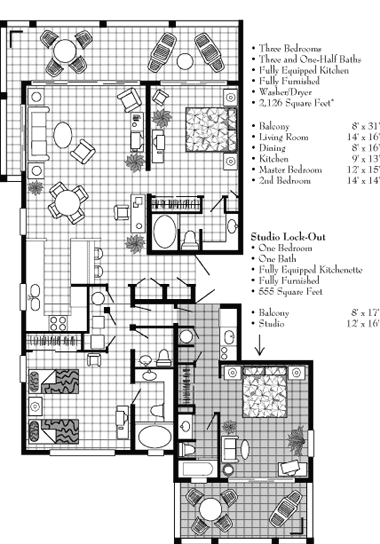 • Three Bedrooms
• Three and One-Half Baths
• Fully Equipped Kitchen
• Fully Furnished
• Washer/Dryer
• 2,126 Square Feet*
• Balcony 8' x 31'
• Living Room 14' x 16'
• Dining 8' x 16'
• Kitchen 9' x 13'
• Master Bedroom 12' x 15'
• 2nd Bedroom 14' x 14'
Studio Lock-Out
• One Bedroom
• One Bath
• Fully Equipped Kitchenette
• Fully Furnished
• 555 Square Feet
• Balcony 8' x 17'
• Studio 12' x 16'